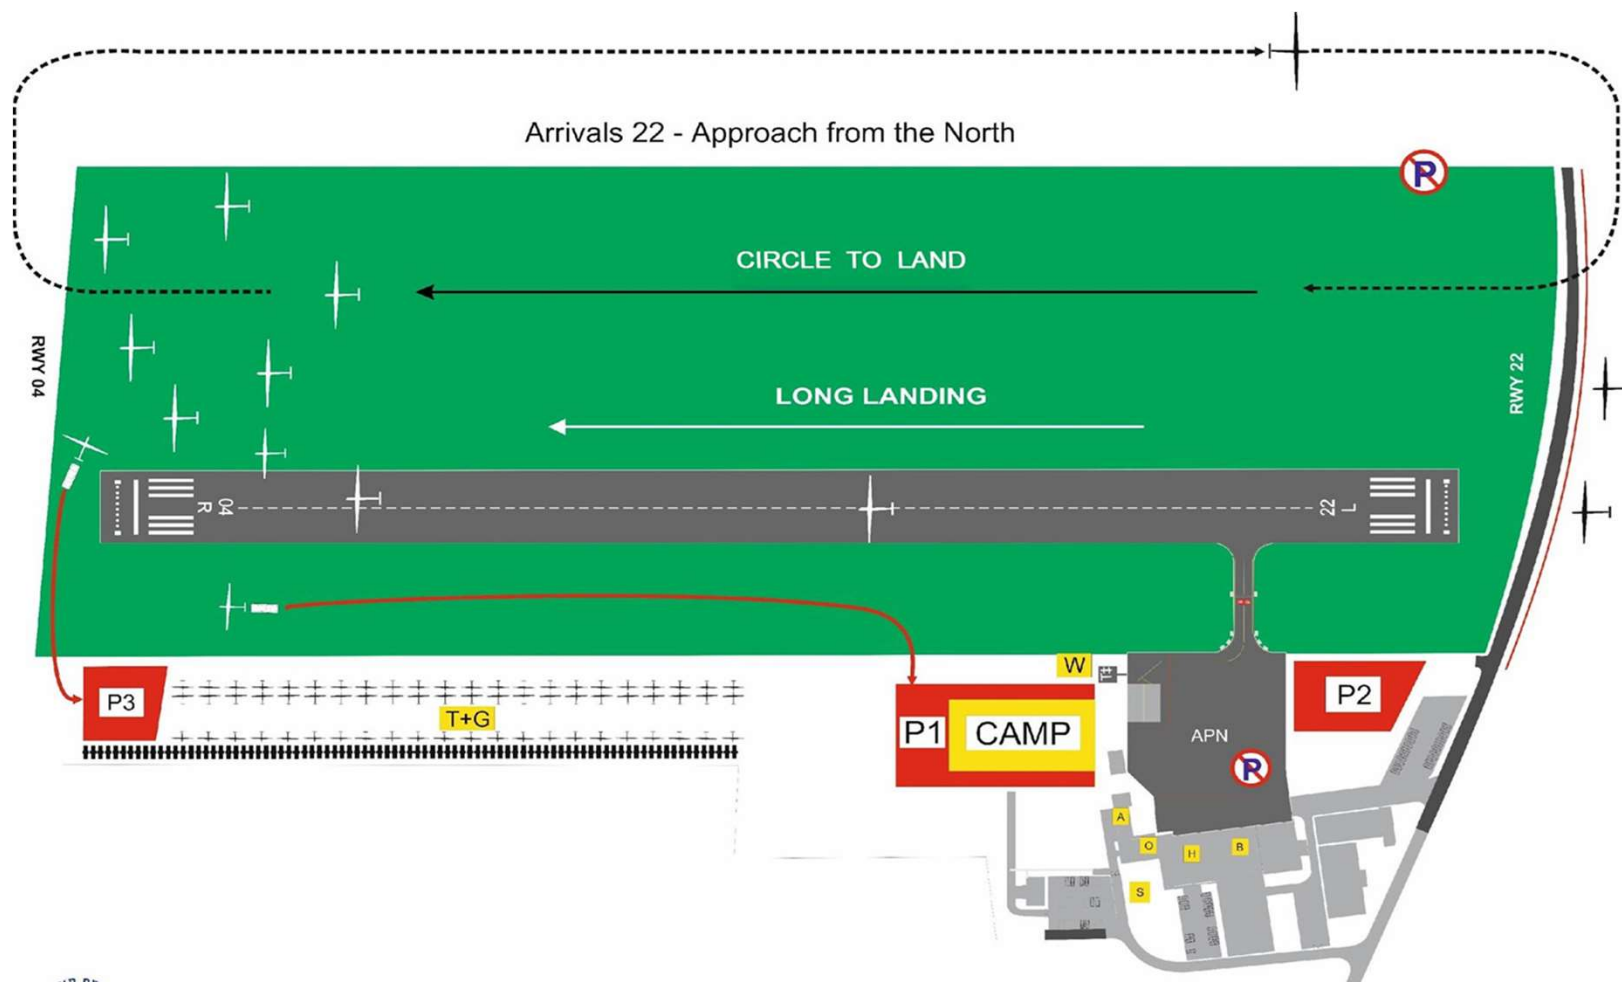 Arrivals 22 - Approach from the North
P
CIRCLE TO LAND
RWY 04
LONG LANDING
RWY 22
04
R
22
L
P3
T+G
W
P1
CAMP
P2
APN
P
A
O
H
B
S